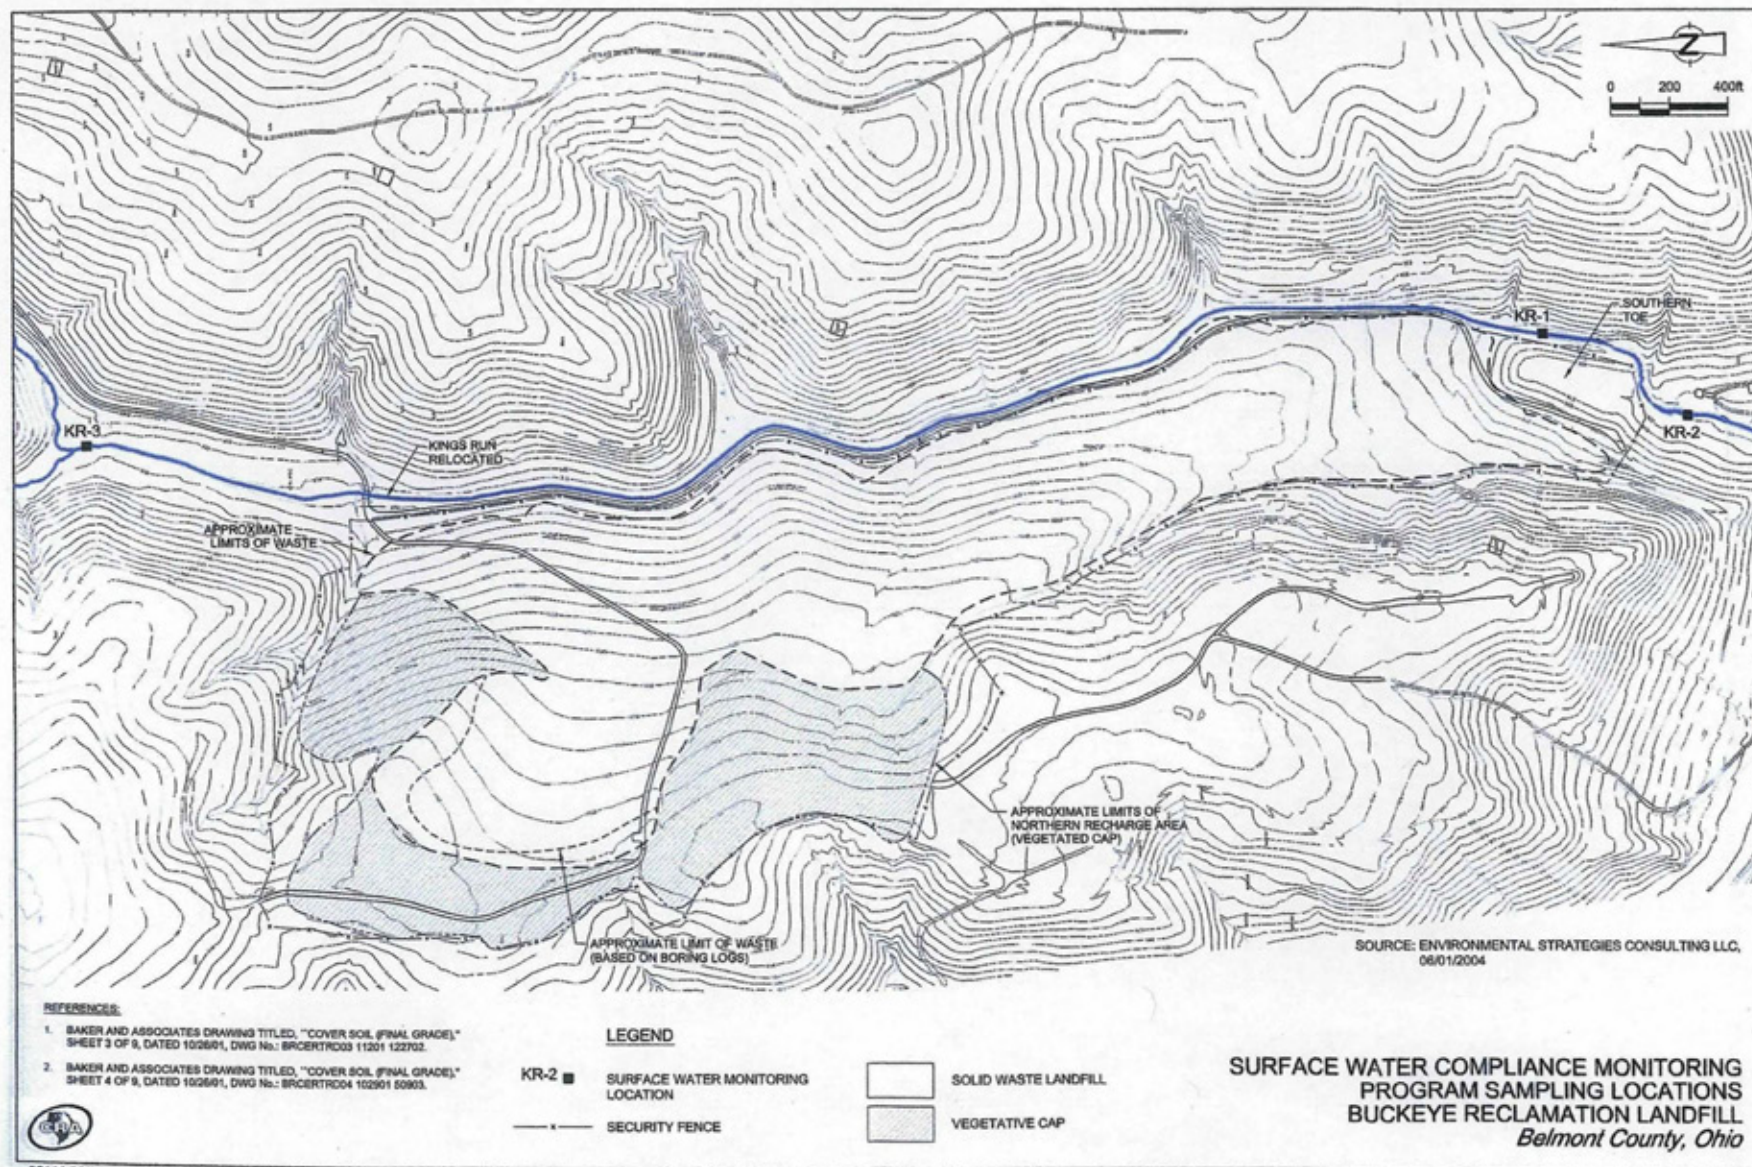 Z
0 200 400ft
SOUTHERN
TOE
KR-1
KR-2
KR-3
KINGS RUN
RELOCATED
APPROXIMATE
LIMITS OF WASTE
APPROXIMATE LIMITS OF
NORTHERN RECHARGE AREA
(VEGETATED CAP)
APPROXIMATE LIMIT OF WASTE
(BASED ON BORING LOGS)
SOURCE: ENVIRONMENTAL STRATEGIES CONSULTING LLC,
06/01/2004
REFERENCES:
1. BAKER AND ASSOCIATES DRAWING TITLED, "COVER SOIL (FINAL GRADE),"
SHEET 3 OF 9, DATED 10/26/01, DWG No.: BRCERTRD03 11201 122702.
2. BAKER AND ASSOCIATES DRAWING TITLED, "COVER SOIL (FINAL GRADE),"
SHEET 4 OF 9, DATED 10/26/01, DWG No.: BRCERTRD04 102901 50903.
CRA
LEGEND
KR-2 SURFACE WATER MONITORING
LOCATION
SECURITY FENCE
SOLID WASTE LANDFILL
VEGETATIVE CAP
SURFACE WATER COMPLIANCE MONITORING
PROGRAM SAMPLING LOCATIONS
BUCKEYE RECLAMATION LANDFILL
Belmont County, Ohio